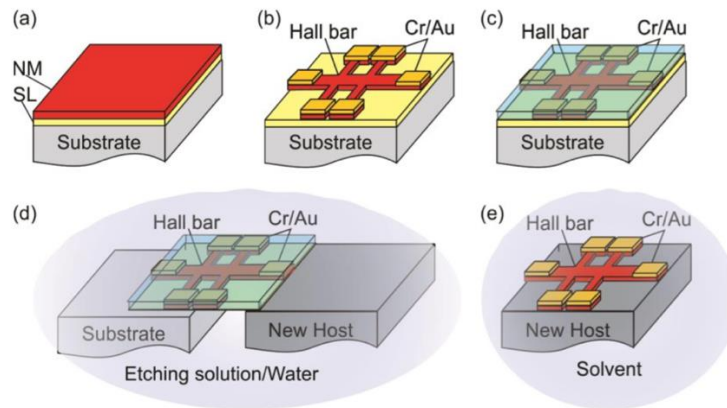 (a)
NM
SL
Substrate
(b)
Hall bar
Cr/Au
Substrate
(c)
Hall bar
Cr/Au
Substrate
(d)
Hall bar
Cr/Au
Substrate
New Host
Etching solution/Water
(e)
Hall bar
Cr/Au
New Host
Solvent